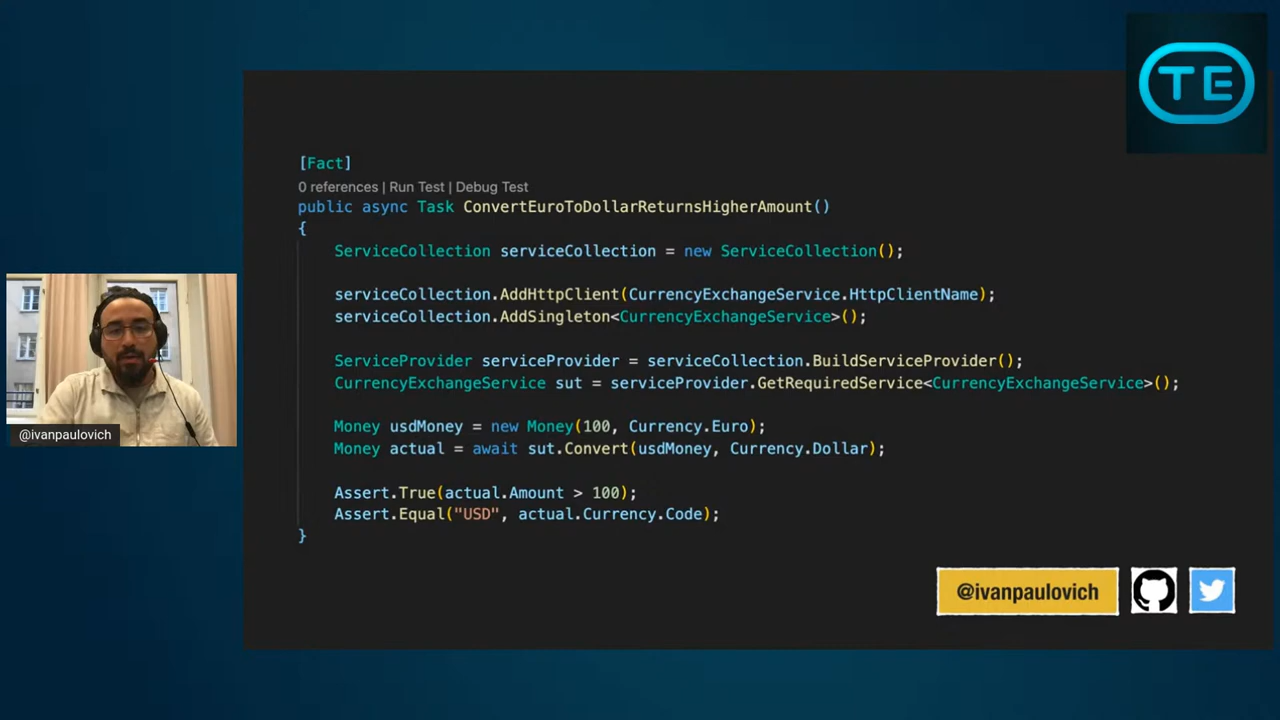 TE
[Fact]
0 references | Run Test | Debug Test
public async Task ConvertEuroToDollarReturnsHigherAmount()
{
ServiceCollection serviceCollection = new ServiceCollection();
serviceCollection.AddHttpClient(CurrencyExchangeService.HttpClientName);
serviceCollection.AddSingleton<CurrencyExchangeService>();
ServiceProvider serviceProvider = serviceCollection.BuildServiceProvider();
CurrencyExchangeService sut = serviceProvider.GetRequiredService<CurrencyExchangeService>();
Money usdMoney = new Money(100, Currency.Euro);
Money actual = await sut.Convert(usdMoney, Currency.Dollar);
Assert.True(actual.Amount > 100);
Assert.Equal("USD", actual.Currency.Code);
}
@ivanpaulovich
@ivanpaulovich